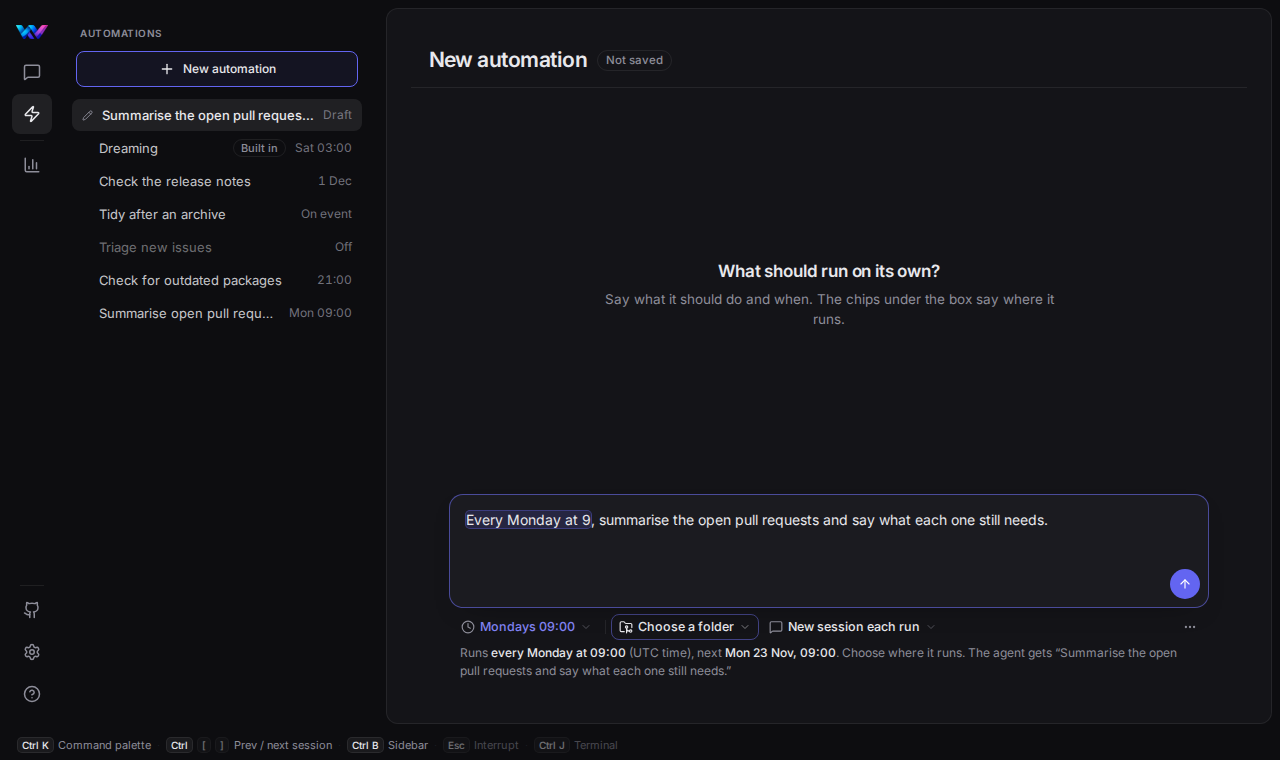 AUTOMATIONS
New automation
Summarise the open pull reques... Draft
Dreaming Built in Sat 03:00
Check the release notes 1 Dec
Tidy after an archive On event
Triage new issues Off
Check for outdated packages 21:00
Summarise open pull requ... Mon 09:00
New automation Not saved
What should run on its own?
Say what it should do and when. The chips under the box say where it
runs.
Every Monday at 9, summarise the open pull requests and say what each one still needs.
Mondays 09:00 Choose a folder New session each run
Runs every Monday at 09:00 (UTC time), next Mon 23 Nov, 09:00. Choose where it runs. The agent gets “Summarise the open
pull requests and say what each one still needs.”
Ctrl K Command palette Ctrl [ ] Prev / next session Ctrl B Sidebar Esc Interrupt Ctrl J Terminal